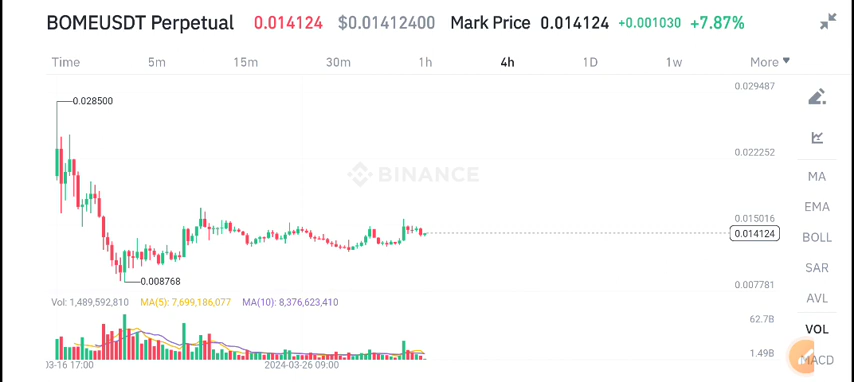 BOMEUSDT Perpetual 0.014124 $0.01412400 Mark Price 0.014124 +0.001030 +7.87%
Time 5m 15m 30m 1h 4h 1D 1w More
0.029487
0.028500
0.022252
BINANCE
MA
EMA
0.015016
0.014124
BOLL
SAR
0.008768
0.007781
AVL
Vol: 1,489,592,810 MA(5): 7,699,186,077 MA(10): 8,376,623,410
62.7B
VOL
1.49B
MACD
03-16 17:00 2024-03-26 09:00